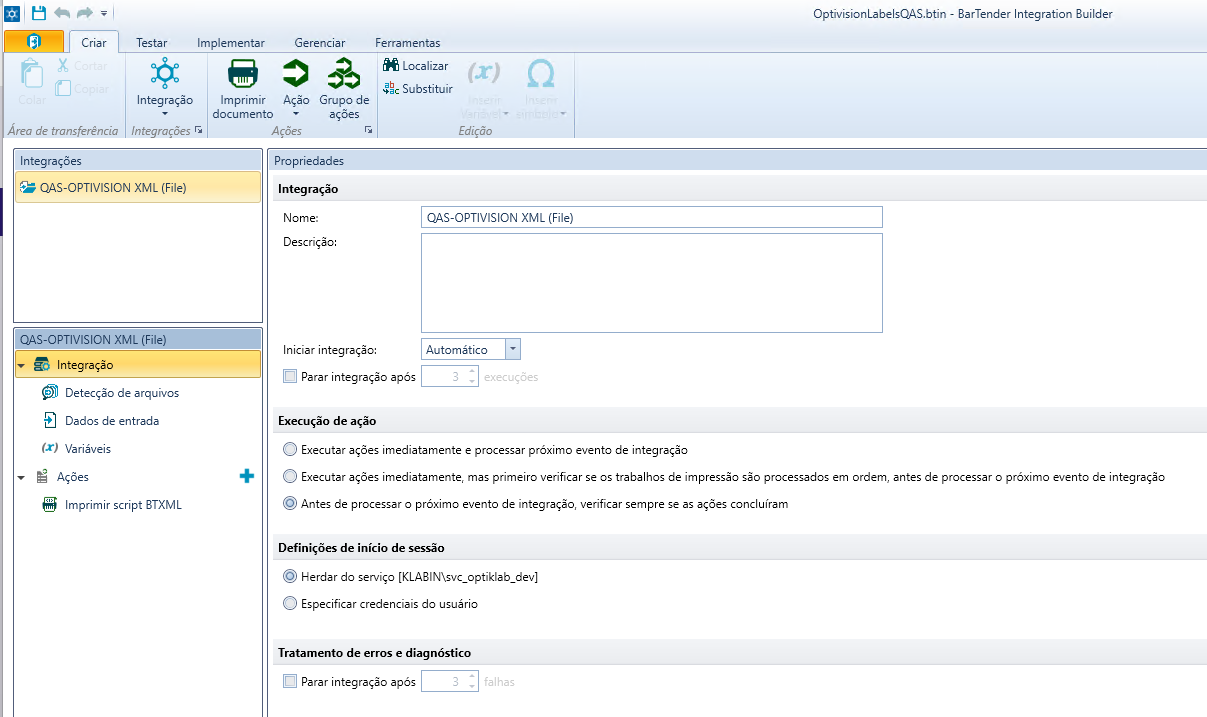 OptivisionLabelsQAS.btin - BarTender Integration Builder
Criar Testar Implementar Gerenciar Ferramentas
Colar
Cortar
Copiar
Área de transferência
Integração
Integrações
Imprimir documento
Ação
Grupo de ações
Ações
Localizar
Substituir
Inserir Variável
Inserir símbolo
Edição
Integrações
QAS-OPTIVISION XML (File)
QAS-OPTIVISION XML (File)
Integração
Detecção de arquivos
Dados de entrada
(x) Variáveis
Ações
Imprimir script BTXML
Propriedades
Integração
Nome: QAS-OPTIVISION XML (File)
Descrição:
Iniciar integração: Automático
Parar integração após 3 execuções
Execução de ação
Executar ações imediatamente e processar próximo evento de integração
Executar ações imediatamente, mas primeiro verificar se os trabalhos de impressão são processados em ordem, antes de processar o próximo evento de integração
Antes de processar o próximo evento de integração, verificar sempre se as ações concluíram
Definições de início de sessão
Herdar do serviço [KLABIN\svc_optiklab_dev]
Especificar credenciais do usuário
Tratamento de erros e diagnóstico
Parar integração após 3 falhas